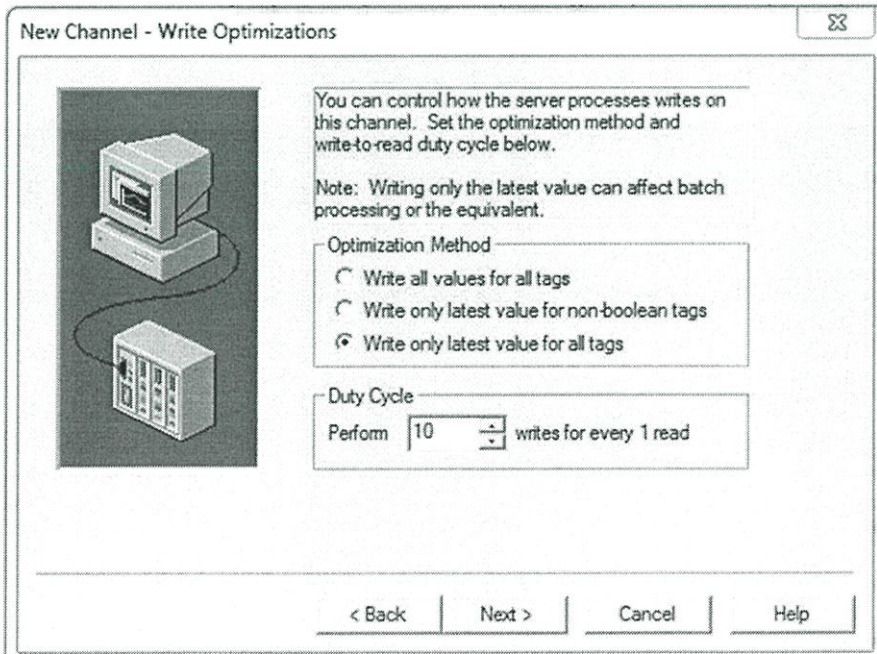 New Channel - Write Optimizations
You can control how the server processes writes on
this channel. Set the optimization method and
write-to-read duty cycle below.
Note: Writing only the latest value can affect batch
processing or the equivalent.
Optimization Method
Write all values for all tags
Write only latest value for non-boolean tags
Write only latest value for all tags
Duty Cycle
Perform 10 writes for every 1 read
< Back Next > Cancel Help